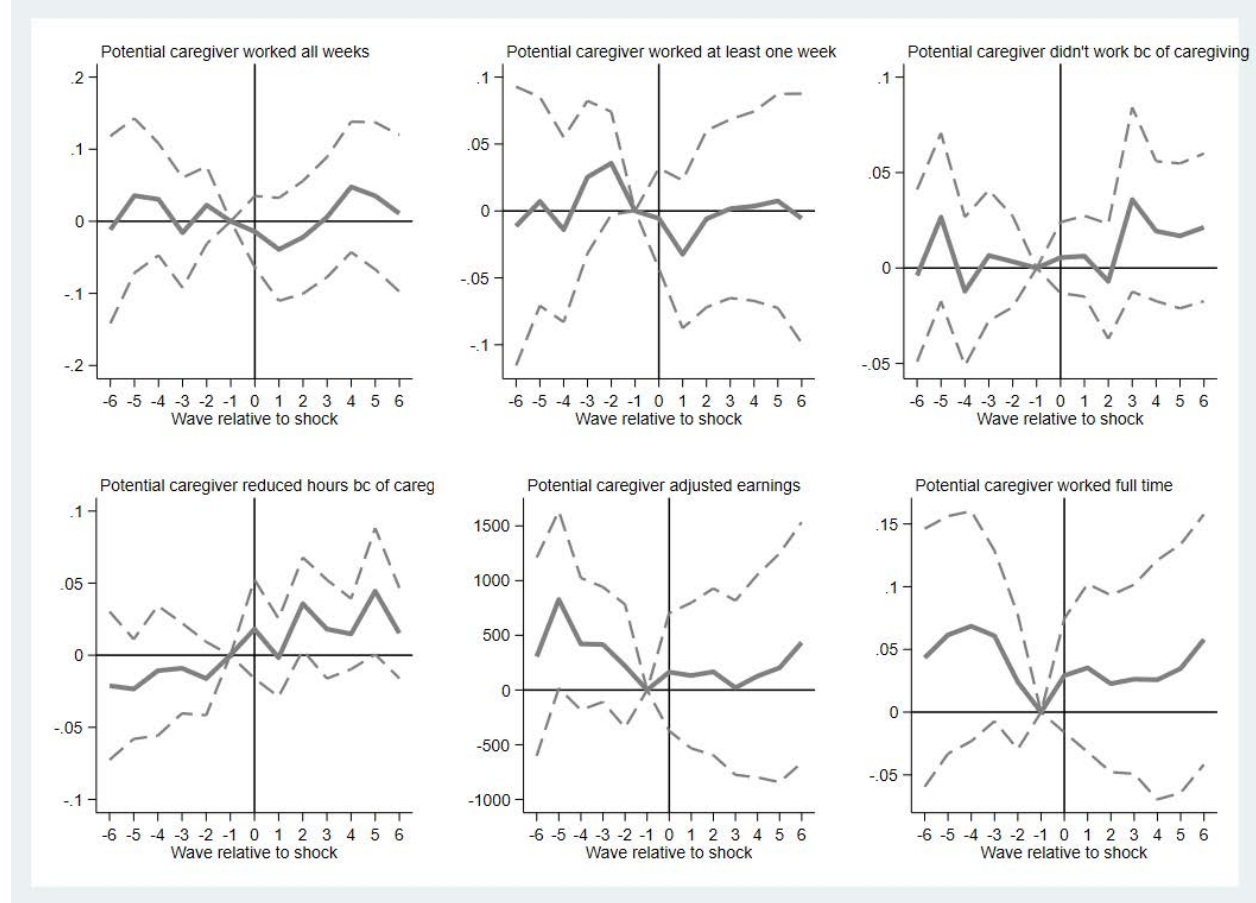 Potential caregiver worked all weeks
.2
.1
0
-.1
-.2
-6 -5 -4 -3 -2 -1 0 1 2 3 4 5 6
Wave relative to shock
Potential caregiver worked at least one week
.1
.05
0
-.05
-.1
-6 -5 -4 -3 -2 -1 0 1 2 3 4 5 6
Wave relative to shock
Potential caregiver didn't work bc of caregiving
.1
.05
0
-.05
-6 -5 -4 -3 -2 -1 0 1 2 3 4 5 6
Wave relative to shock
Potential caregiver reduced hours bc of careg
.1
.05
0
-.05
-.1
-6 -5 -4 -3 -2 -1 0 1 2 3 4 5 6
Wave relative to shock
Potential caregiver adjusted earnings
1500
1000
500
0
-500
-1000
-6 -5 -4 -3 -2 -1 0 1 2 3 4 5 6
Wave relative to shock
Potential caregiver worked full time
.15
.1
.05
0
-.05
-6 -5 -4 -3 -2 -1 0 1 2 3 4 5 6
Wave relative to shock